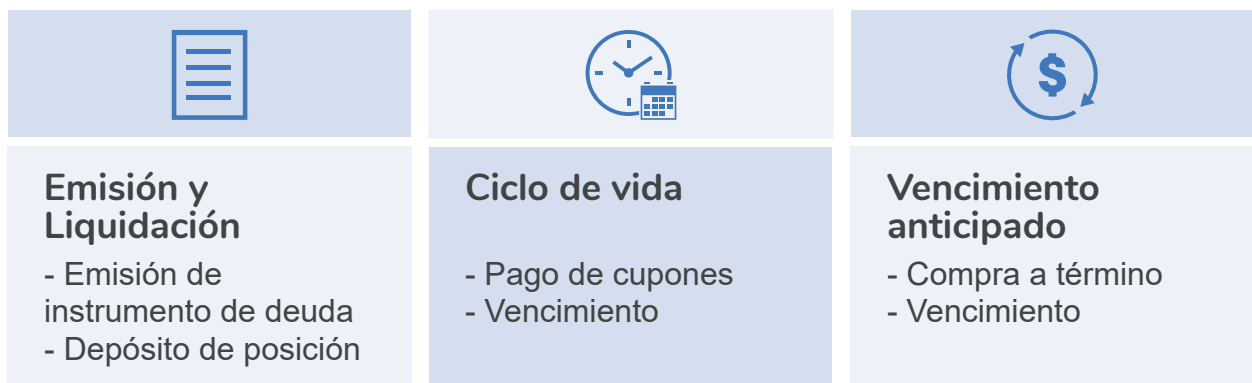 Emisión y
Liquidación
- Emisión de
instrumento de deuda
- Depósito de posición
Ciclo de vida
- Pago de cupones
- Vencimiento
$
Vencimiento
anticipado
- Compra a término
- Vencimiento